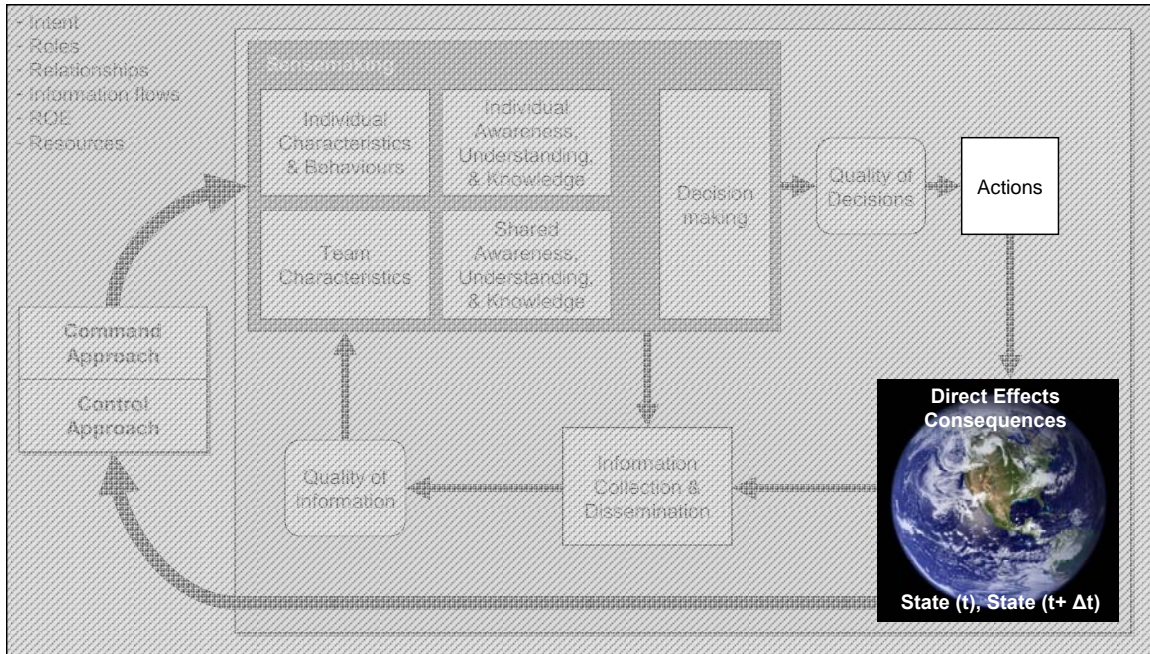 - Intent
- Roles
- Relationships
- Information flows
- ROE
- Resources
Sensemaking
Individual
Characteristics
& Behaviours
Individual
Awareness,
Understanding,
& Knowledge
Team
Characteristics
Shared
Awareness,
Understanding,
& Knowledge
Decision
making
Quality of
Decisions
Actions
Command
Approach
Control
Approach
Quality of
Information
Information
Collection &
Dissemination
Direct Effects
Consequences
State (t), State (t+ Δt)